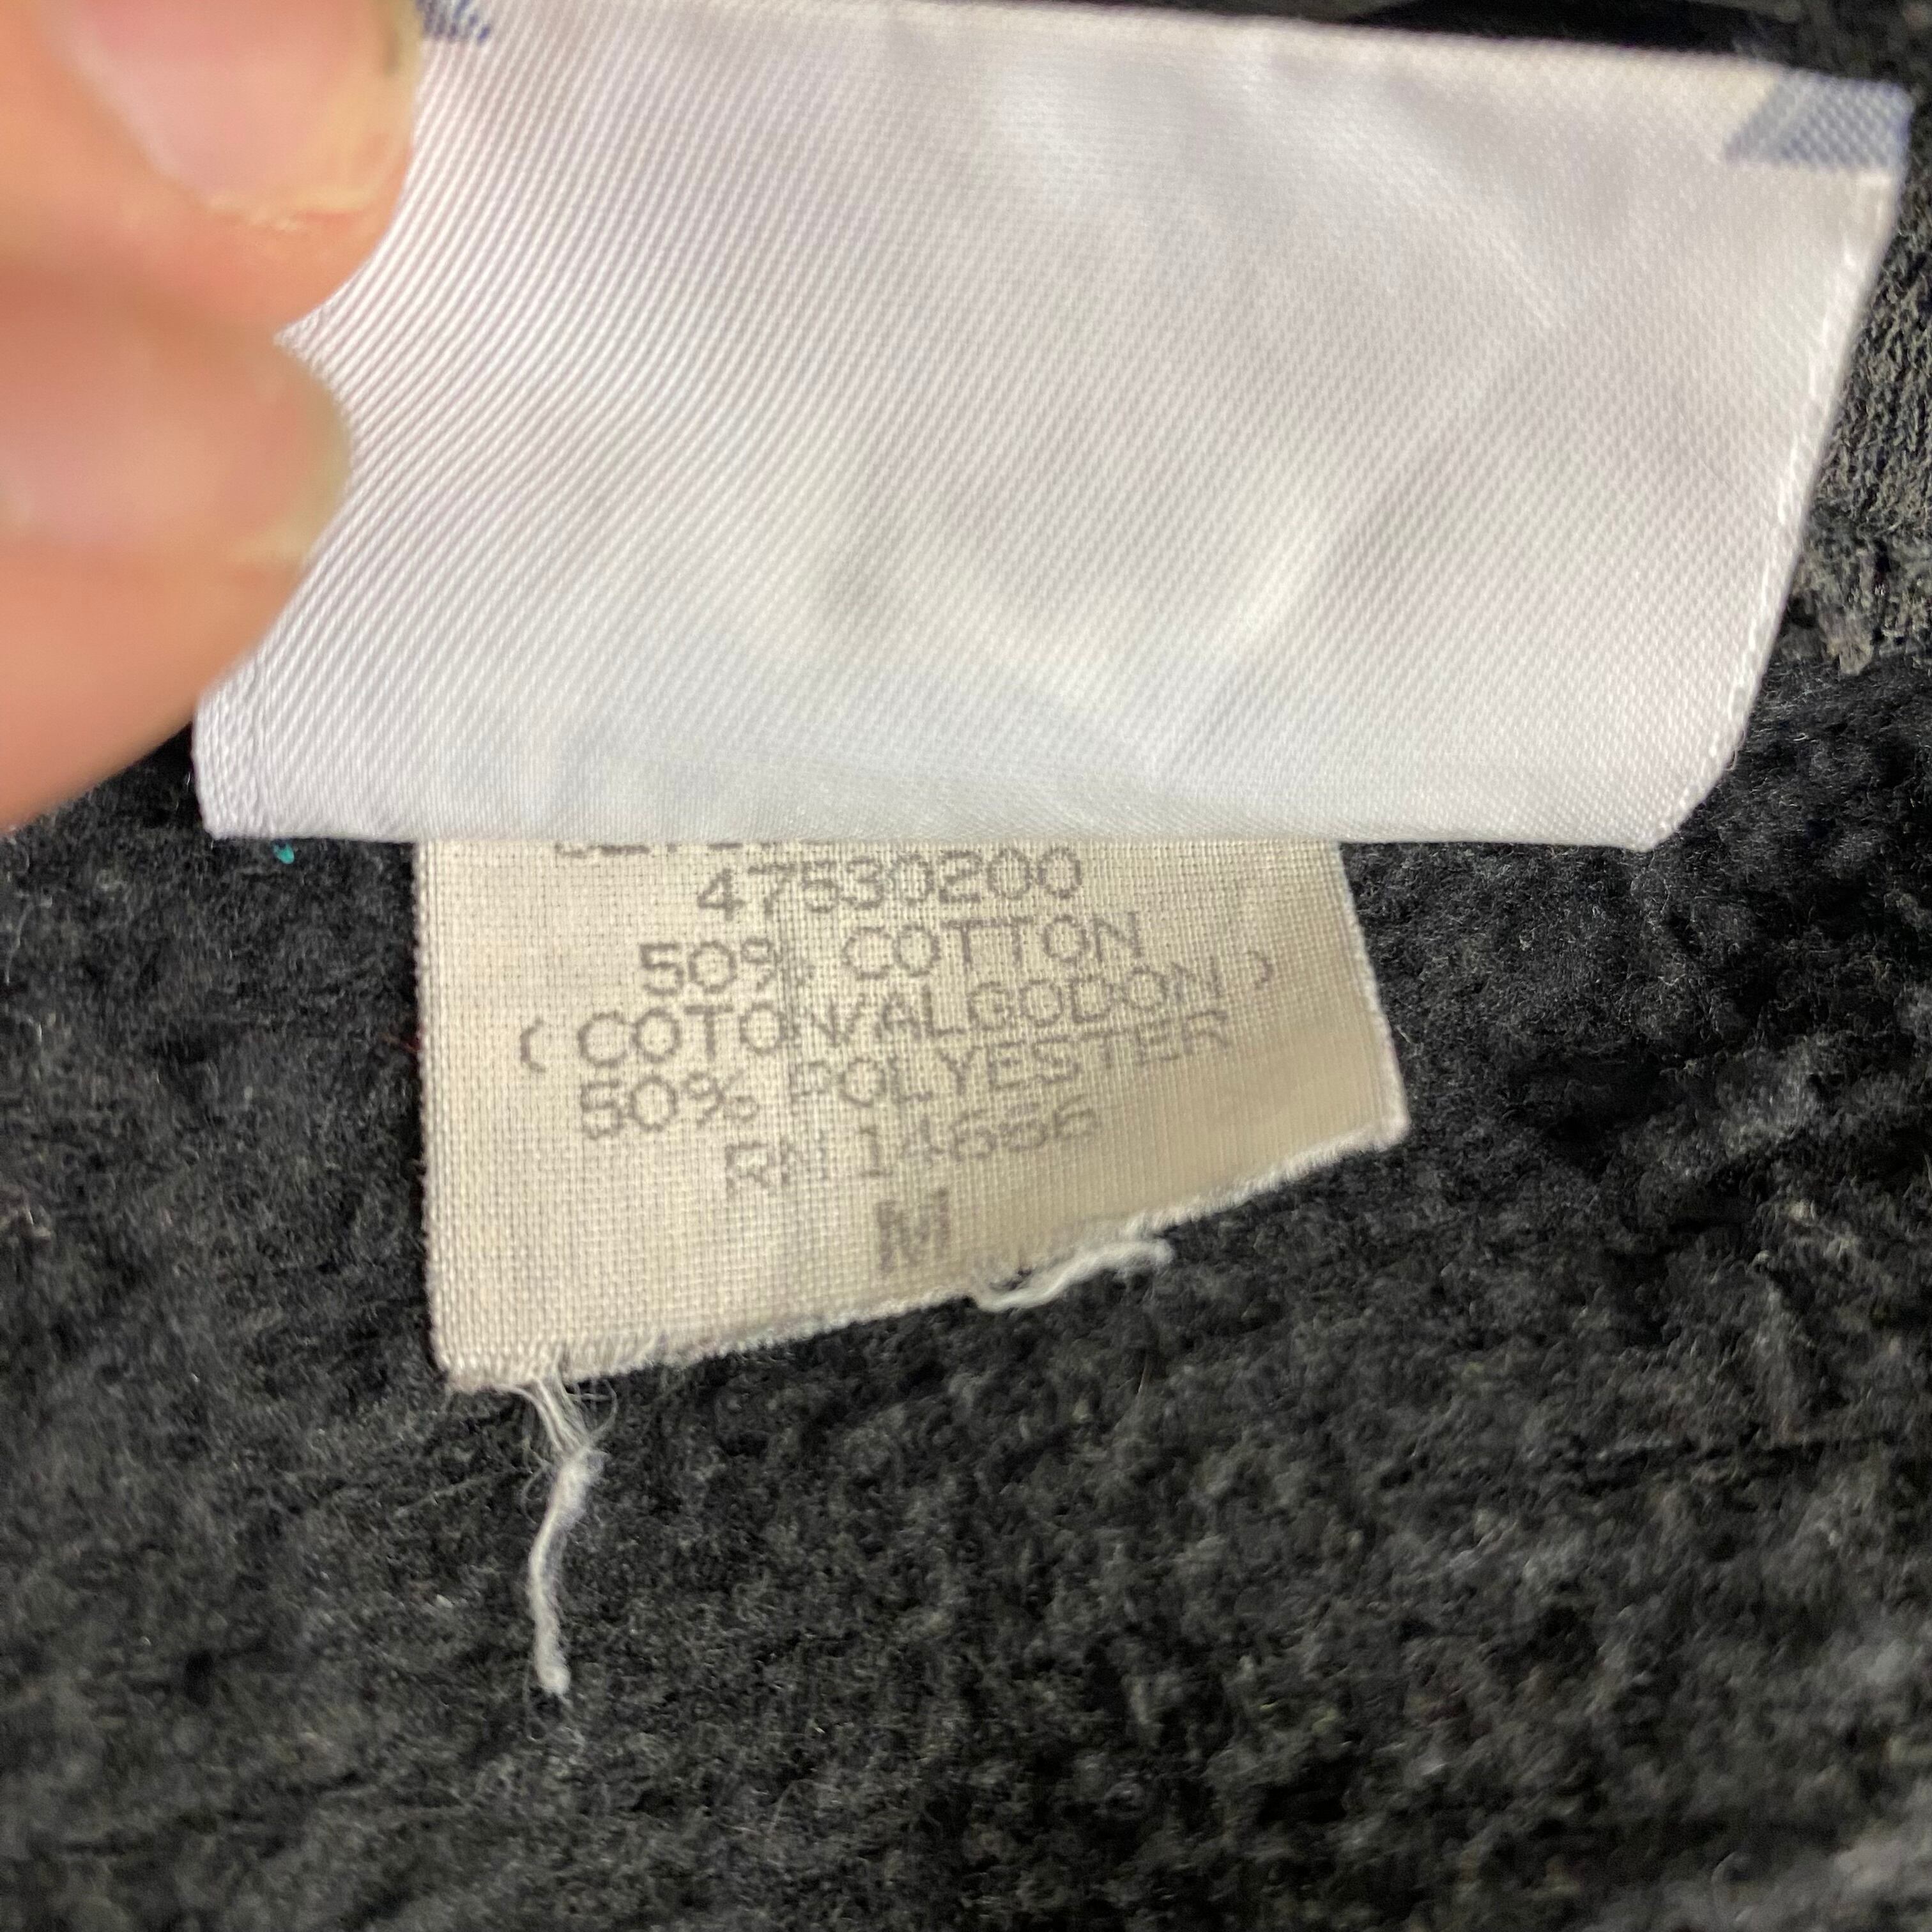 47530200
50% COTTON
(COTON/ALGODON)
50% POLYESTER
RN 14666
M